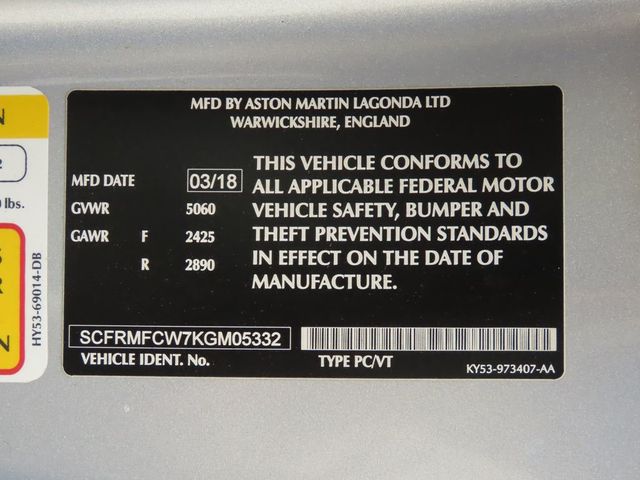 MFD BY ASTON MARTIN LAGONDA LTD
WARWICKSHIRE, ENGLAND
MFD DATE 03/18
GVWR 5060
GAWR F 2425
R 2890
THIS VEHICLE CONFORMS TO
ALL APPLICABLE FEDERAL MOTOR
VEHICLE SAFETY, BUMPER AND
THEFT PREVENTION STANDARDS
IN EFFECT ON THE DATE OF
MANUFACTURE.
SCFRMFCW7KGM05332
VEHICLE IDENT. No.
TYPE PC/VT
KY53-973407-AA
HY53-69014-DB
lbs.